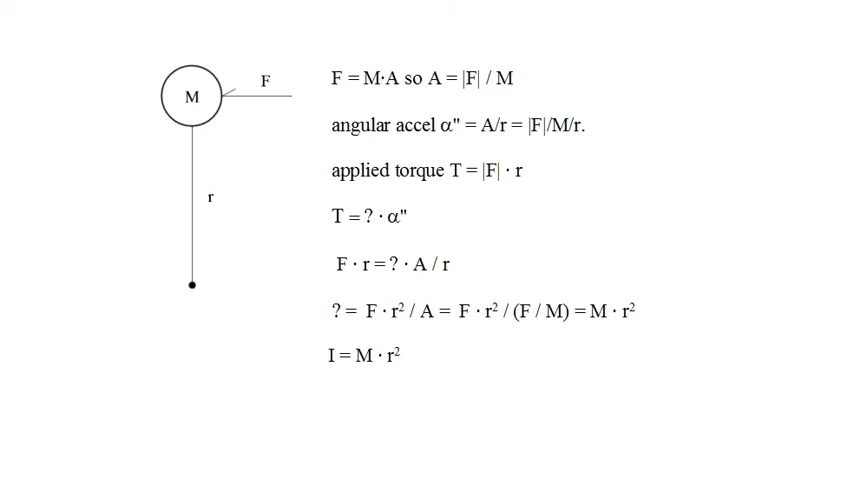 M
F
r
F = M·A so A = |F| / M
angular accel α" = A/r = |F|/M/r.
applied torque T = |F| · r
T = ? · α"
F · r = ? · A / r
? = F · r² / A = F · r² / (F / M) = M · r²
I = M · r²